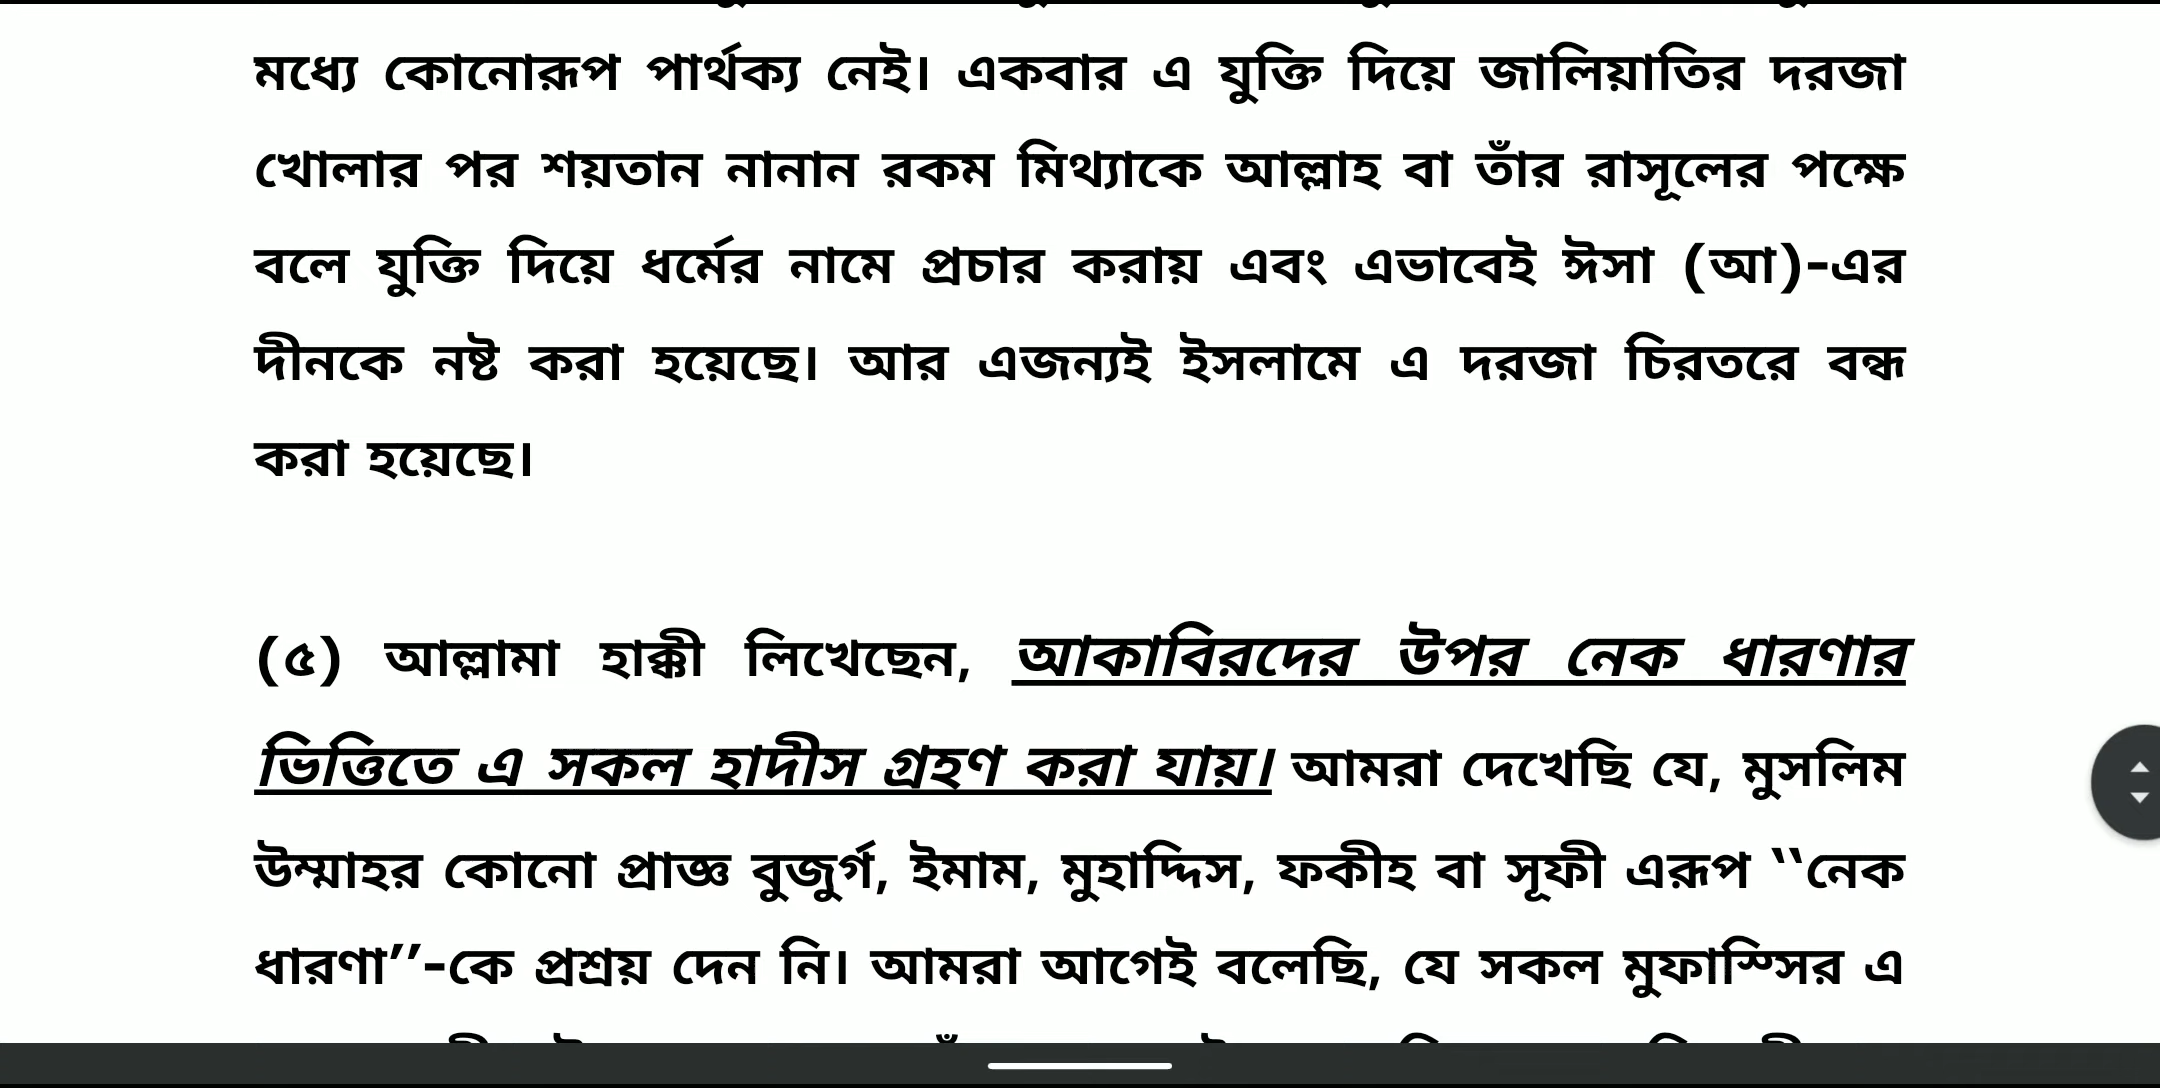 মধ্যে কোনোরূপ পার্থক্য নেই। একবার এ যুক্তি দিয়ে জালিয়াতির দরজা
খোলার পর শয়তান নানান রকম মিথ্যাকে আল্লাহ বা তাঁর রাসূলের পক্ষে
বলে যুক্তি দিয়ে ধর্মের নামে প্রচার করায় এবং এভাবেই ঈসা (আ)-এর
দীনকে নষ্ট করা হয়েছে। আর এজন্যই ইসলামে এ দরজা চিরতরে বন্ধ
করা হয়েছে।
(৫) আল্লামা হাক্কী লিখেছেন, আকাবিরদের উপর নেক ধারণার
ভিত্তিতে এ সকল হাদীস গ্রহণ করা যায়। আমরা দেখেছি যে, মুসলিম
উম্মাহর কোনো প্রাজ্ঞ বুজুর্গ, ইমাম, মুহাদ্দিস, ফকীহ বা সূফী এরূপ ‘‘নেক
ধারণা’’-কে প্রশ্রয় দেন নি। আমরা আগেই বলেছি, যে সকল মুফাস্সির এ